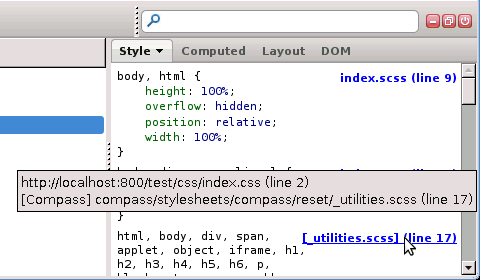 Style ▼ Computed Layout DOM
body, html { index.scss (line 9)
height: 100%;
overflow: hidden;
position: relative;
width: 100%;
}
http://localhost:800/test/css/index.css (line 2)
[Compass] compass/stylesheets/compass/reset/_utilities.scss (line 17)
}
html, body, div, span, [_utilities.scss] (line 17)
applet, object, iframe, h1,
h2, h3, h4, h5, h6, p,